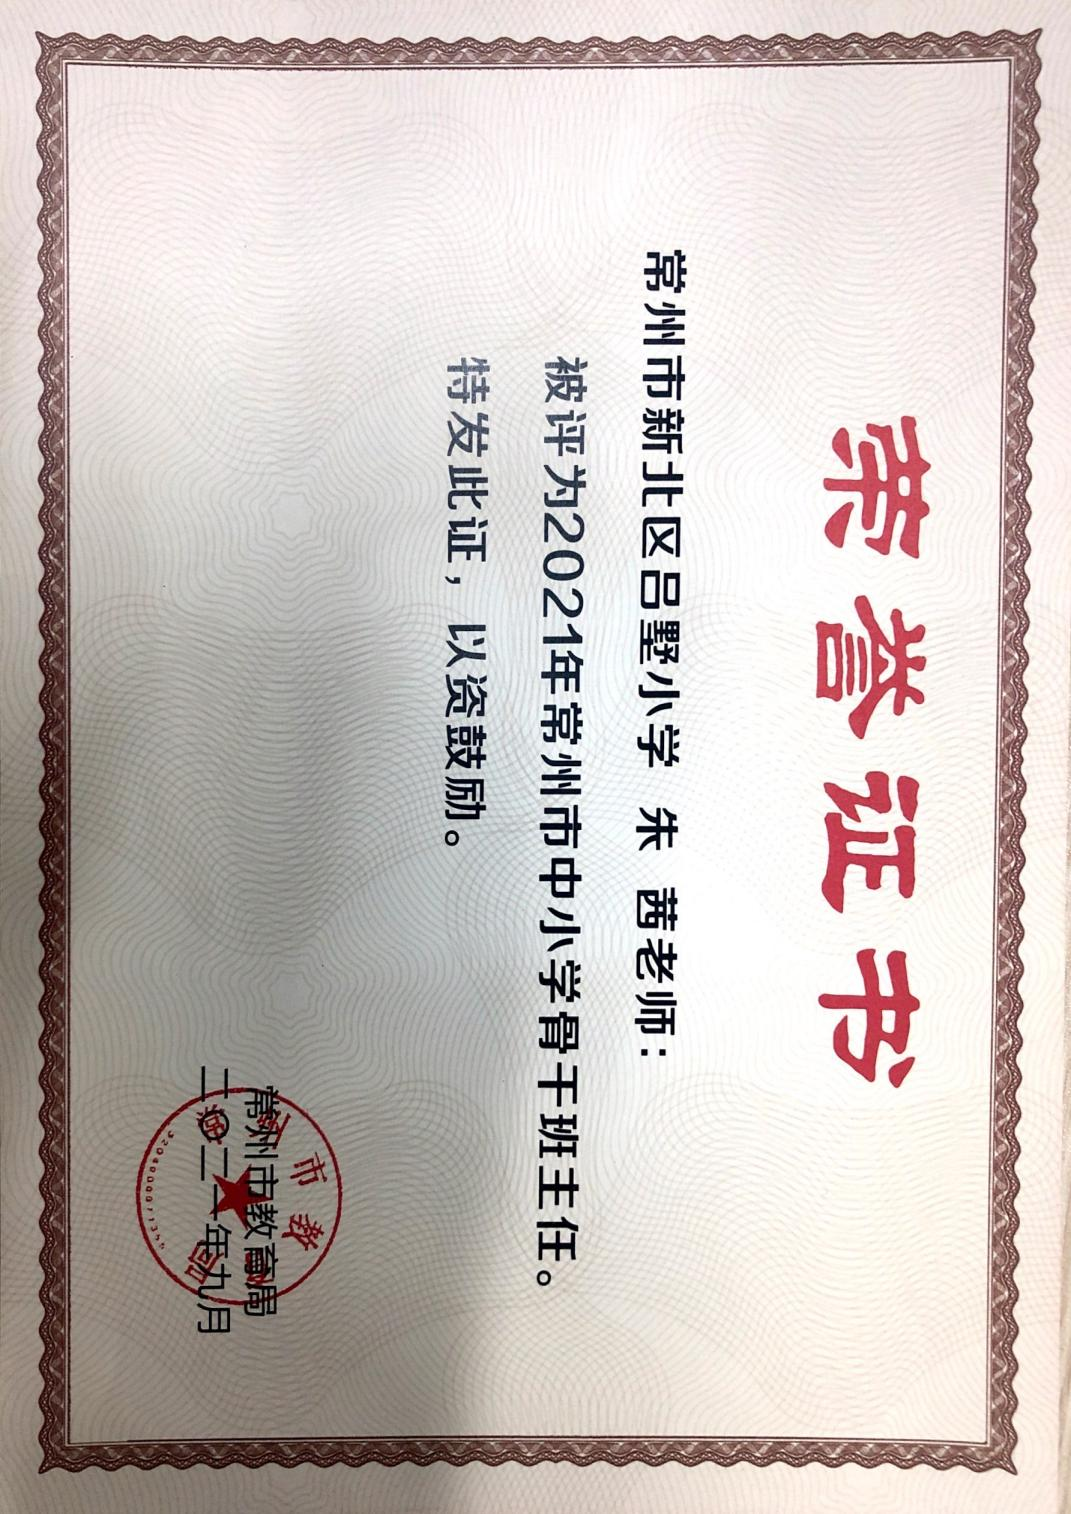 荣誉证书
常州市新北区吕墅小学 朱 茜老师：
被评为2021年常州市中小学骨干班主任。
特发此证，以资鼓励。
常州市教育局
二〇二一年九月